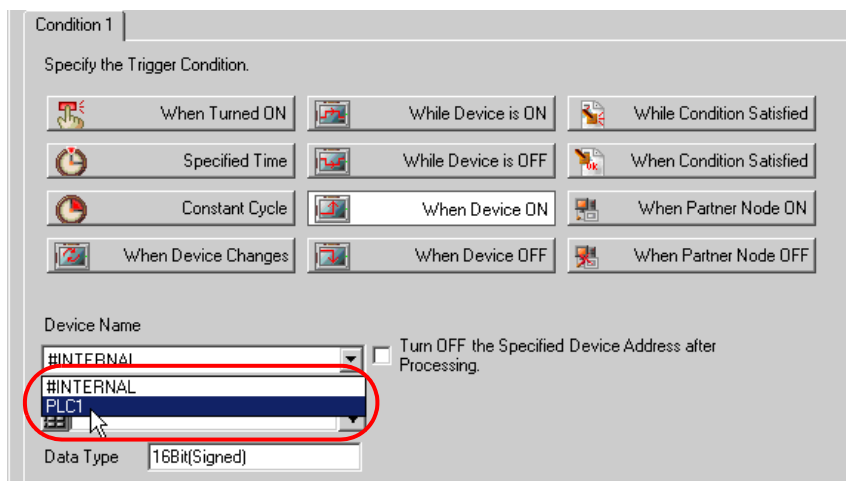 Condition 1
Specify the Trigger Condition.
When Turned ON
While Device is ON
While Condition Satisfied
Specified Time
While Device is OFF
When Condition Satisfied
Constant Cycle
When Device ON
When Partner Node ON
When Device Changes
When Device OFF
When Partner Node OFF
Device Name
#INTERNAL
Turn OFF the Specified Device Address after
Processing.
#INTERNAL
PLC1
Data Type 16Bit(Signed)